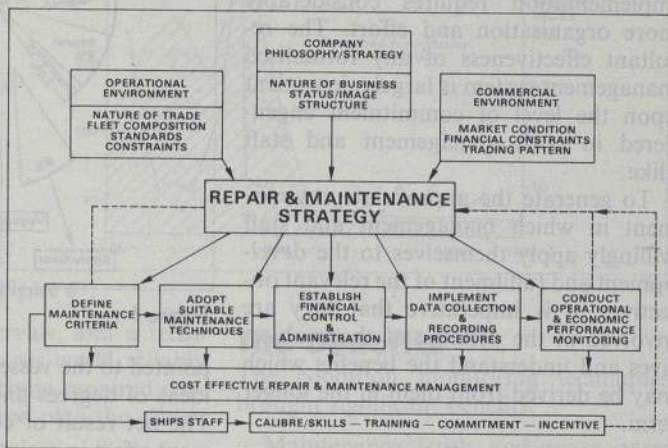 COMPANY
PHILOSOPHY/STRATEGY
NATURE OF BUSINESS
STATUS/IMAGE
STRUCTURE
OPERATIONAL
ENVIRONMENT
NATURE OF TRADE
FLEET COMPOSITION
STANDARDS
CONSTRAINTS
COMMERCIAL
ENVIRONMENT
MARKET CONDITION
FINANCIAL CONSTRAINTS
TRADING PATTERN
REPAIR & MAINTENANCE
STRATEGY
DEFINE
MAINTENANCE
CRITERIA
ADOPT
SUITABLE
MAINTENANCE
TECHNIQUES
ESTABLISH
FINANCIAL
CONTROL
&
ADMINISTRATION
IMPLEMENT
DATCOLLECTION
&
RECORDING
PROCEDURES
CONDUCT
OPERATIONAL
& ECONOMIC
PERFORMANCE
MONITORING
COST EFFECTIVE REPAIR & MAINTENANCE MANAGEMENT
SHIPS STAFF
CALIBRE/SKILLS — TRAINING — COMMITMENT — INCENTIVE